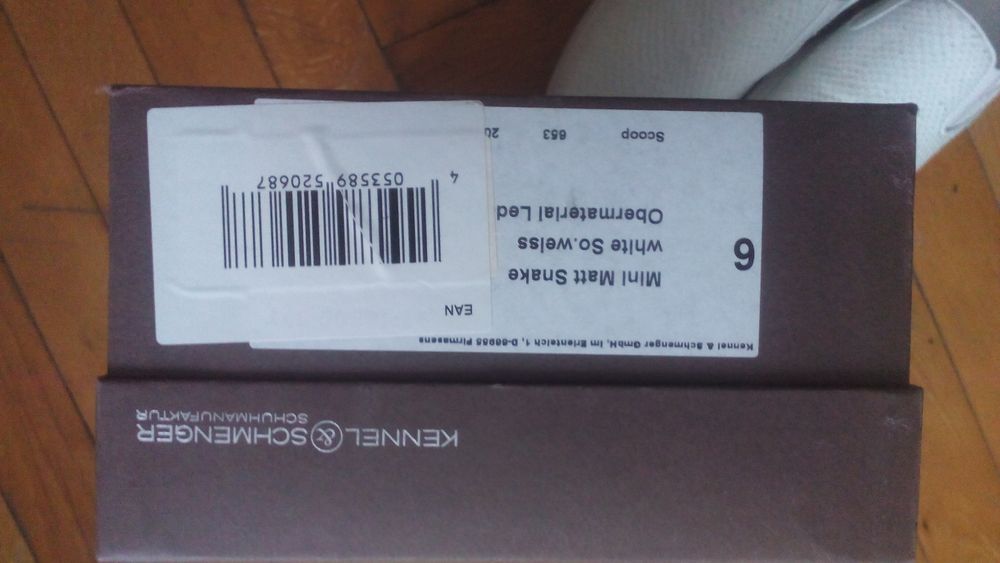 KENNEL & SCHMENGER
SCHUHMANUFAKTUR
Kennel & Schmenger GmbH, Im Erlenteich 1, D-66955 Pirmasens
EAN
6
Mini Matt Snake
white So.weiss
Obermaterial Led
4 053589 520687
Scoop 653 20